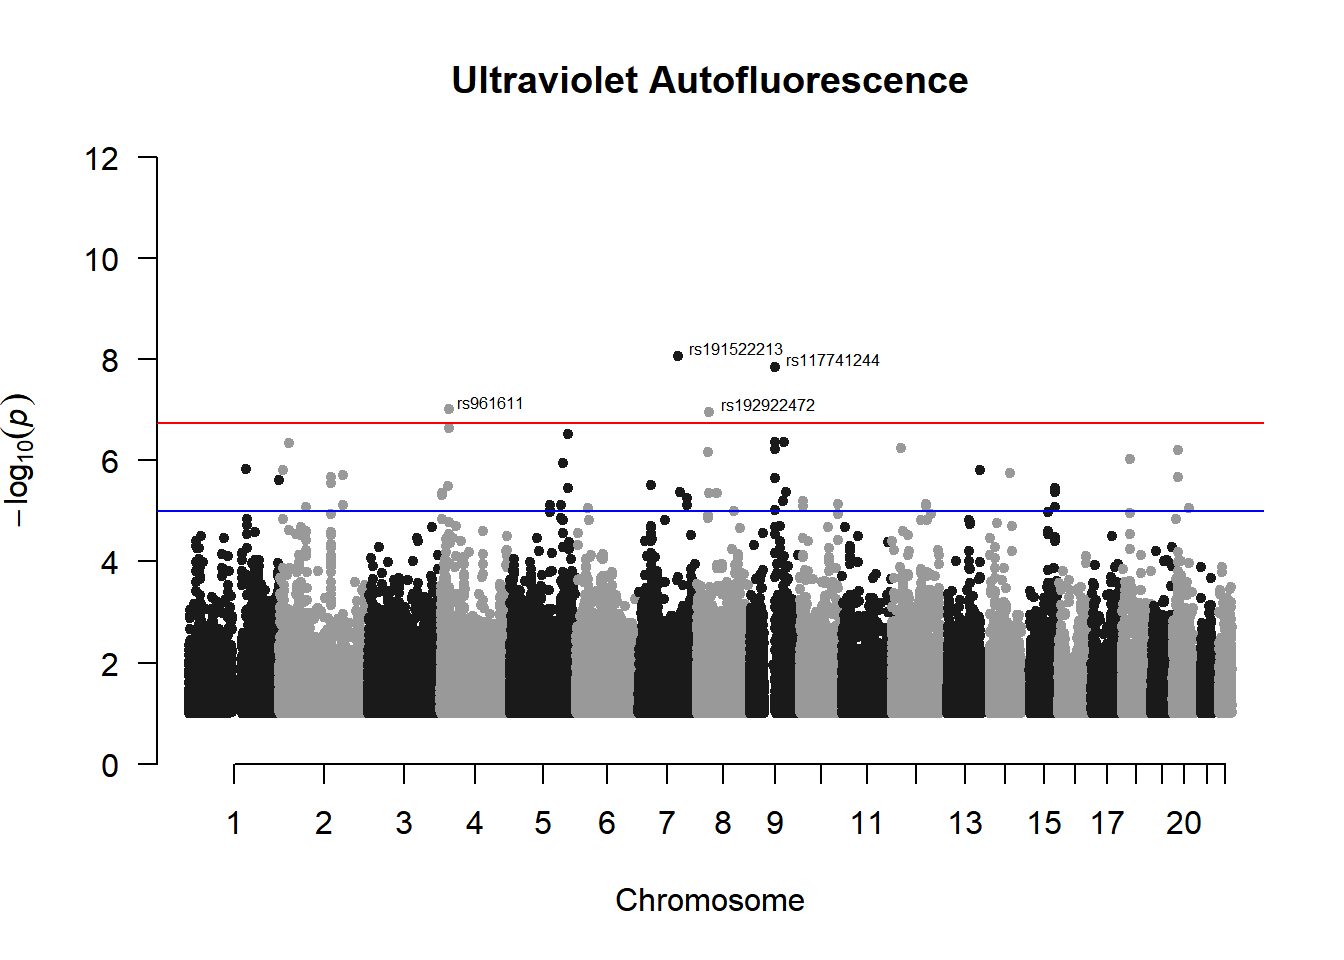 Ultraviolet Autofluorescence
12
10
8
6
4
2
0
−log10(p)
rs191522213
rs117741244
rs961611
rs192922472
1 2 3 4 5 6 7 8 9 11 13 15 17 20
Chromosome